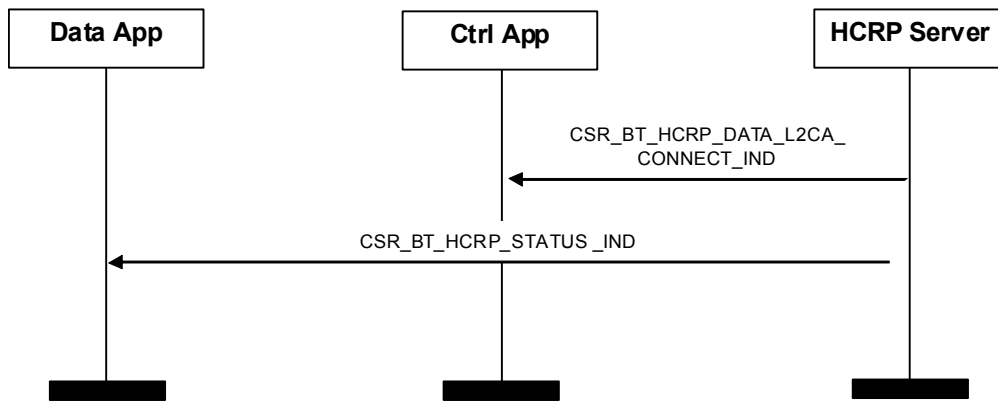 Data App
Ctrl App
HCRP Server
CSR_BT_HCRP_DATA_L2CA_
CONNECT_IND
CSR_BT_HCRP_STATUS _IND